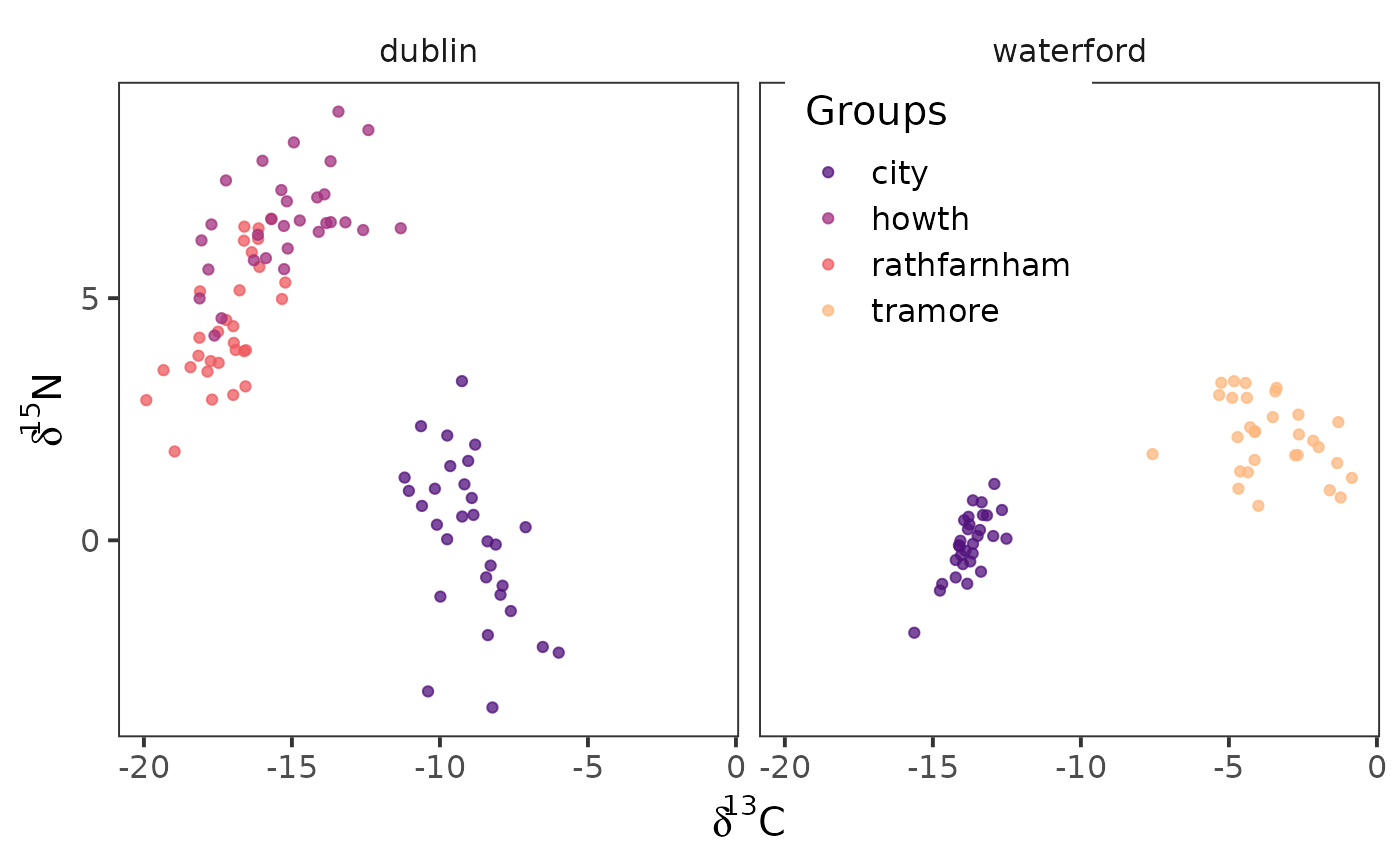 dublin
waterford
Groups
city
howth
rathfarnham
tramore
5
0
δ¹⁵N
-20 -15 -10 -5 0
-20 -15 -10 -5 0
δ¹³C